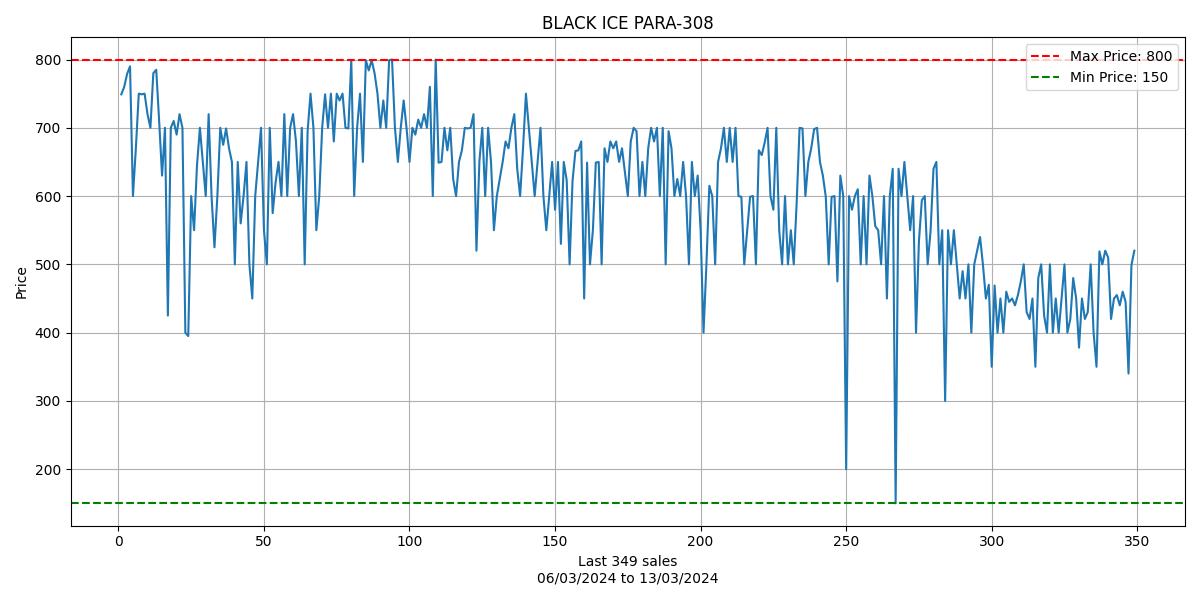 BLACK ICE PARA-308
Max Price: 800
Min Price: 150
Price
800
700
600
500
400
300
200
0 50 100 150 200 250 300 350
Last 349 sales
06/03/2024 to 13/03/2024